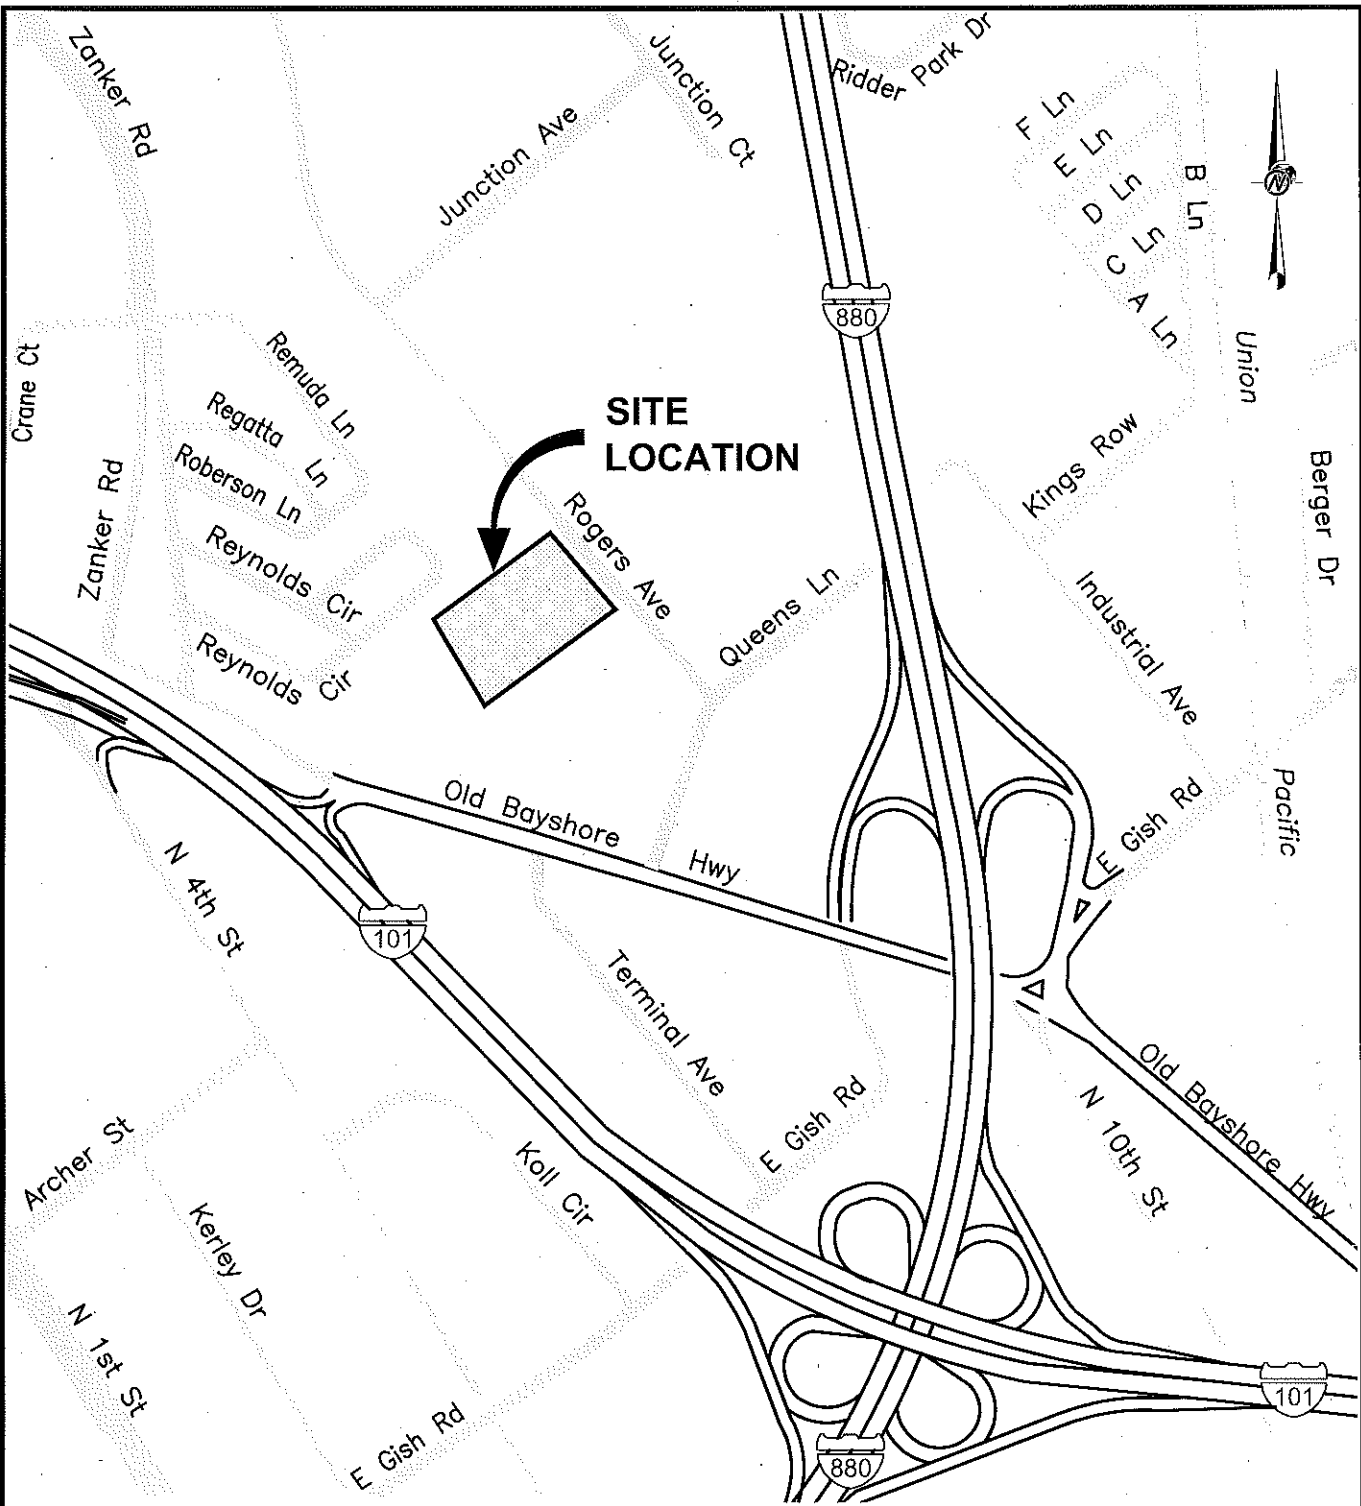 Zanker Rd
Junction Ave
Junction Ct
Ridder Park Dr
F Ln
E Ln
D Ln
C Ln
A Ln
B Ln
N
880
Union
Crane Ct
Remuda Ln
Regatta Ln
Roberson Ln
SITE
LOCATION
Kings Row
Berger Dr
Zanker Rd
Reynolds Cir
Rogers Ave
Queens Ln
Industrial Ave
Reynolds Cir
Old Bayshore Hwy
E Gish Rd
Pacific
N 4th St
101
Terminal Ave
E Gish Rd
N 10th St
Old Bayshore Hwy
Archer St
Koll Cir
Kerley Dr
N 1st St
E Gish Rd
880
101